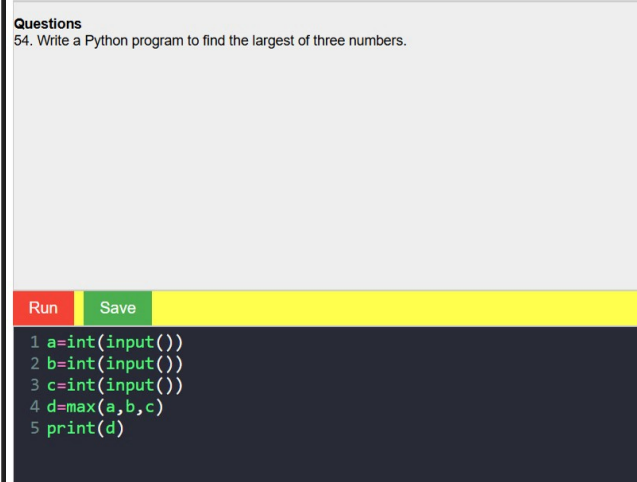 Questions
54. Write a Python program to find the largest of three numbers.
Run Save
1 a=int(input())
2 b=int(input())
3 c=int(input())
4 d=max(a,b,c)
5 print(d)